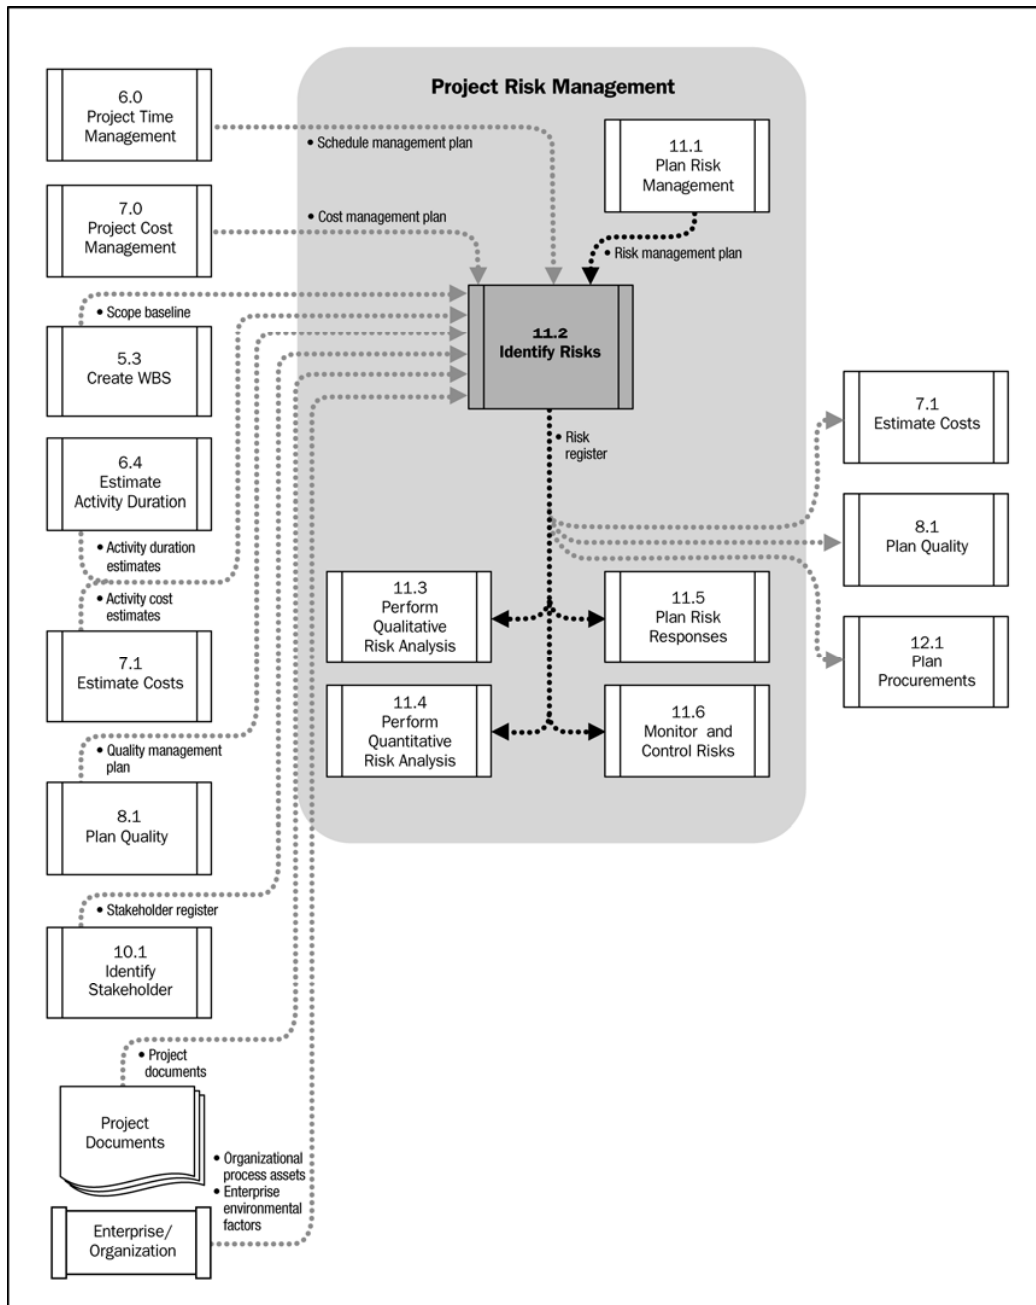 Project Risk Management
6.0
Project Time
Management
• Schedule management plan
11.1
Plan Risk
Management
7.0
Project Cost
Management
• Cost management plan
• Risk management plan
• Scope baseline
5.3
Create WBS
11.2
Identify Risks
7.1
Estimate Costs
• Risk
register
6.4
Estimate
Activity Duration
8.1
Plan Quality
• Activity duration
estimates
• Activity cost
estimates
11.3
Perform
Qualitative
Risk Analysis
11.5
Plan Risk
Responses
12.1
Plan
Procurements
7.1
Estimate Costs
11.4
Perform
Quantitative
Risk Analysis
11.6
Monitor and
Control Risks
• Quality management
plan
8.1
Plan Quality
• Stakeholder register
10.1
Identify
Stakeholder
• Project
documents
Project
Documents
• Organizational
process assets
• Enterprise
environmental
factors
Enterprise/
Organization